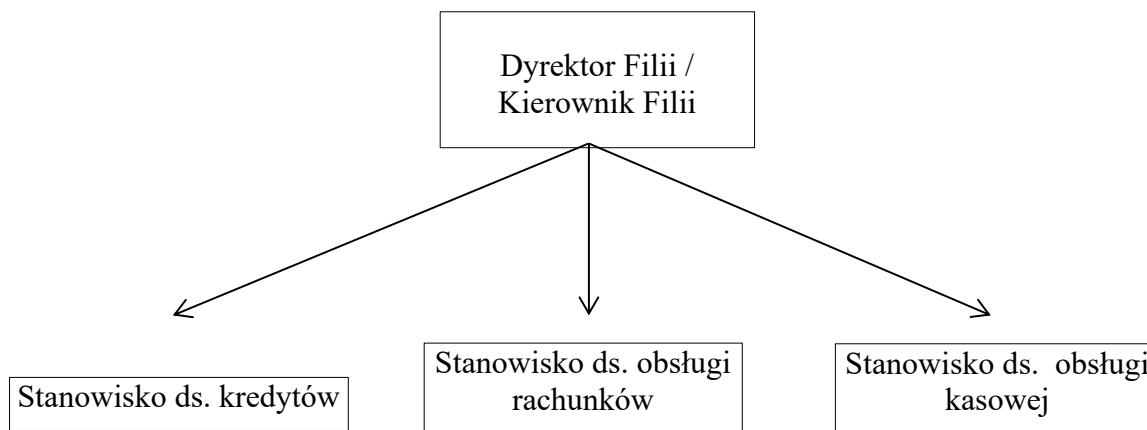 Dyrektor Filii /
Kierownik Filii
Stanowisko ds. kredytów
Stanowisko ds. obsługi
rachunków
Stanowisko ds. obsługi
kasowej